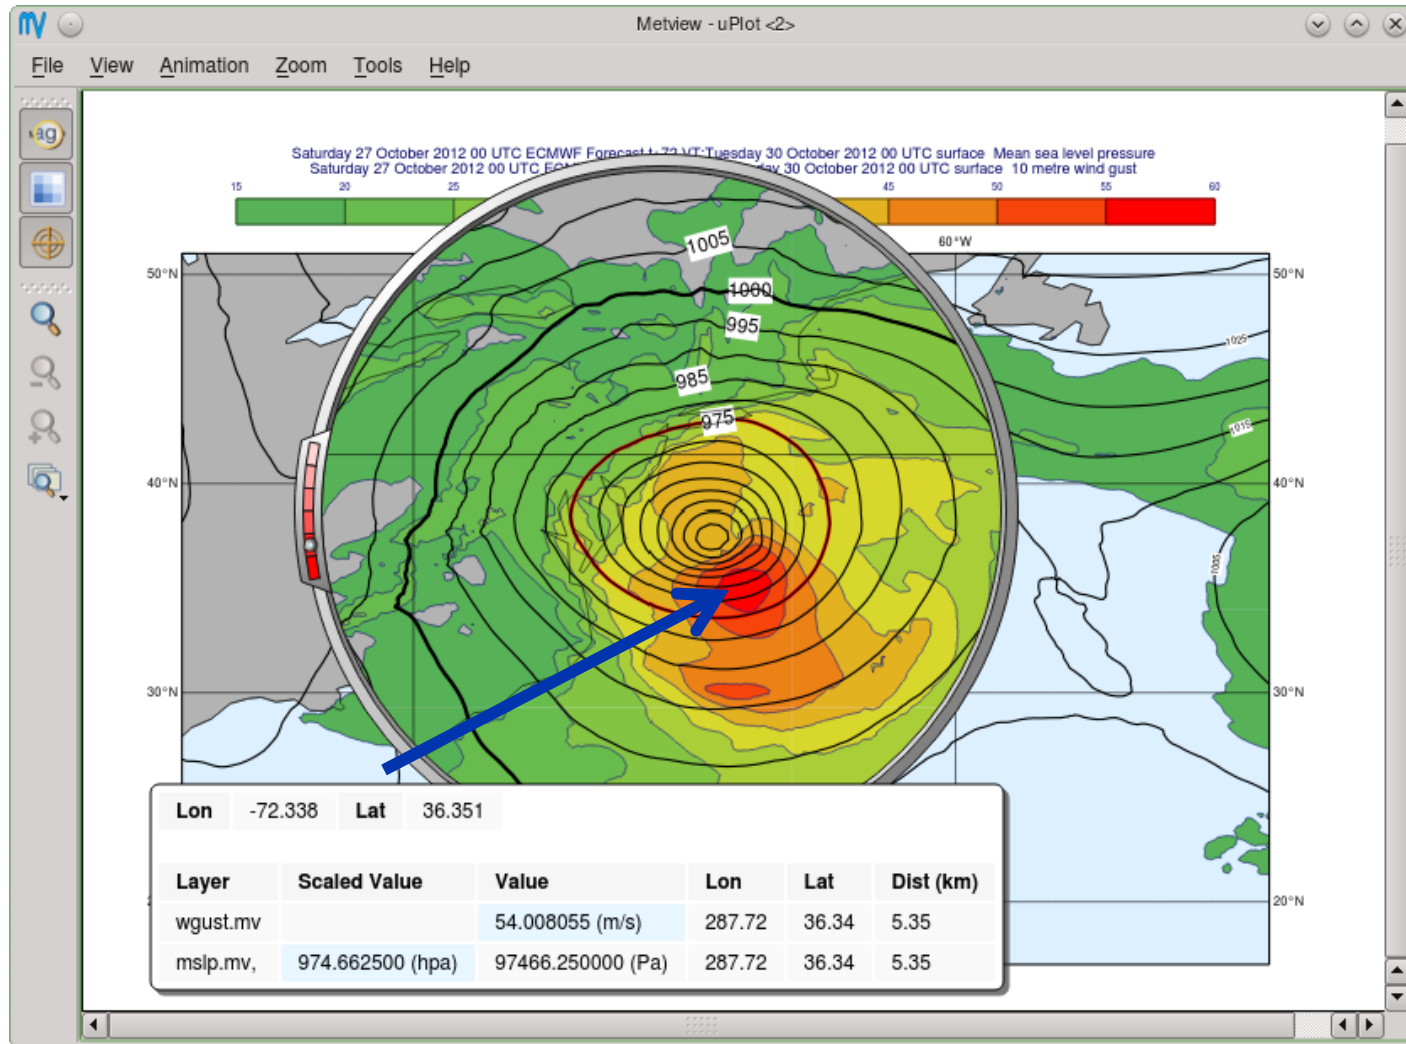 Metview - uPlot <2>
File View Animation Zoom Tools Help
ag
Saturday 27 October 2012 00 UTC ECMWF Forecast t+72 VT:Tuesday 30 October 2012 00 UTC surface Mean sea level pressure
Saturday 27 October 2012 00 UTC 30 October 2012 00 UTC surface 10 metre wind gust
15 20 25 45 50 55 60
60°W
1005
50°N 50°N
1000
995 1025
985
975 1015
40°N 40°N
1005
30°N 30°N
Lon -72.338 Lat 36.351
Layer Scaled Value Value Lon Lat Dist (km)
20°N
wgust.mv 54.008055 (m/s) 287.72 36.34 5.35
mslp.mv, 974.662500 (hpa) 97466.250000 (Pa) 287.72 36.34 5.35